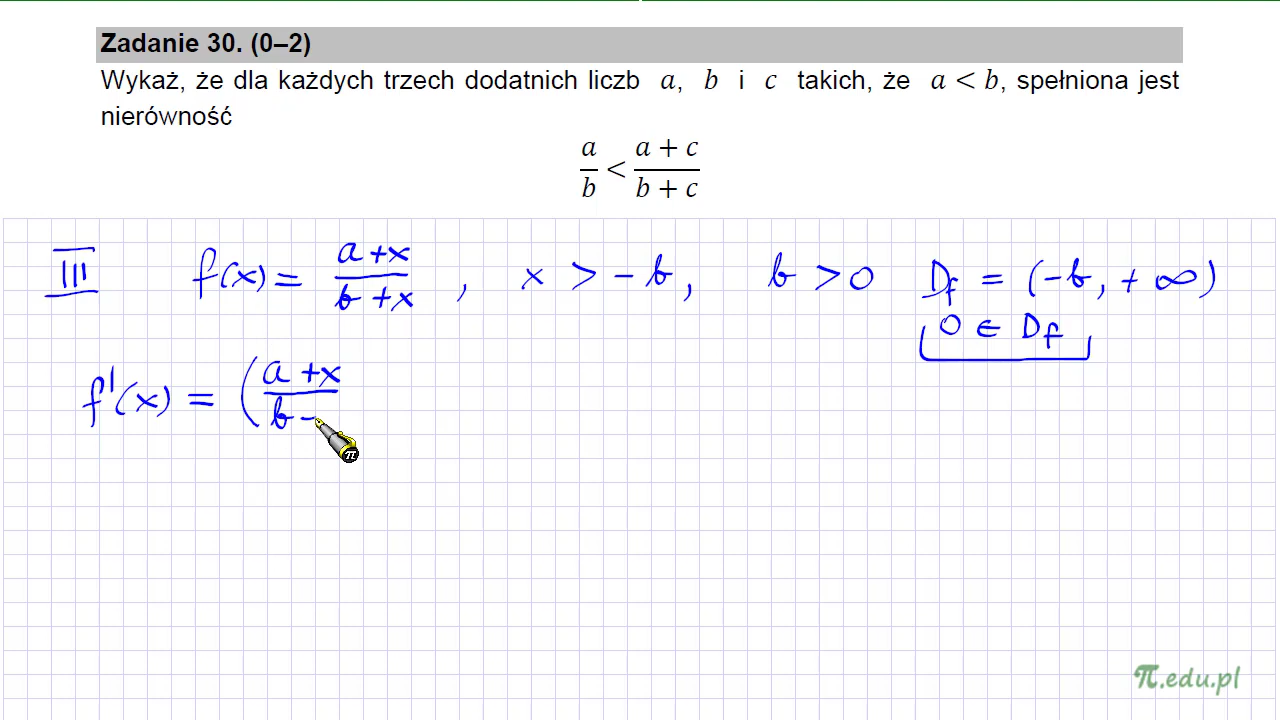 Zadanie 30. (0–2)
Wykaż, że dla każdych trzech dodatnich liczb a, b i c takich, że a < b, spełniona jest
nierówność
a/b < (a + c)/(b + c)
III f(x) = (a+x)/(b+x), x > -b, b > 0 Df = (-b, +∞)
0 ∈ Df
f'(x) = ( (a+x)/(b-
π.edu.pl